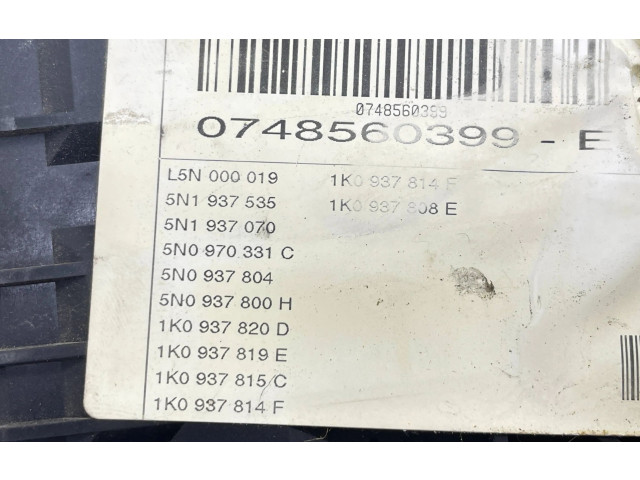 0748560399
0748560399 - E
L5N 000 019 1K0 937 814 F
5N1 937 535 1K0 937 808 E
5N1 937 070
5N0 970 331 C
5N0 937 804
5N0 937 800 H
1K0 937 820 D
1K0 937 819 E
1K0 937 815 C
1K0 937 814 F